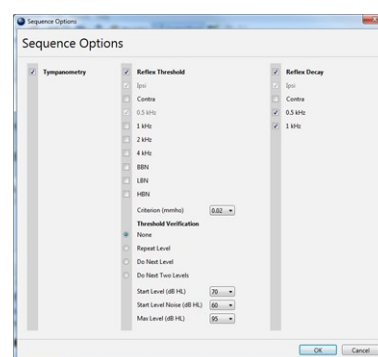 Sequence Options
Sequence Options
Tympanometry
Reflex Threshold
Ipsi
Contra
0.5 kHz
1 kHz
2 kHz
4 kHz
BBN
LBN
HBN
Criterion (mmho) 0.02
Threshold Verification
None
Repeat Level
Do Next Level
Do Next Two Levels
Start Level (dB HL) 70
Start Level Noise (dB HL) 60
Max Level (dB HL) 95
Reflex Decay
Ipsi
Contra
0.5 kHz
1 kHz
OK Cancel